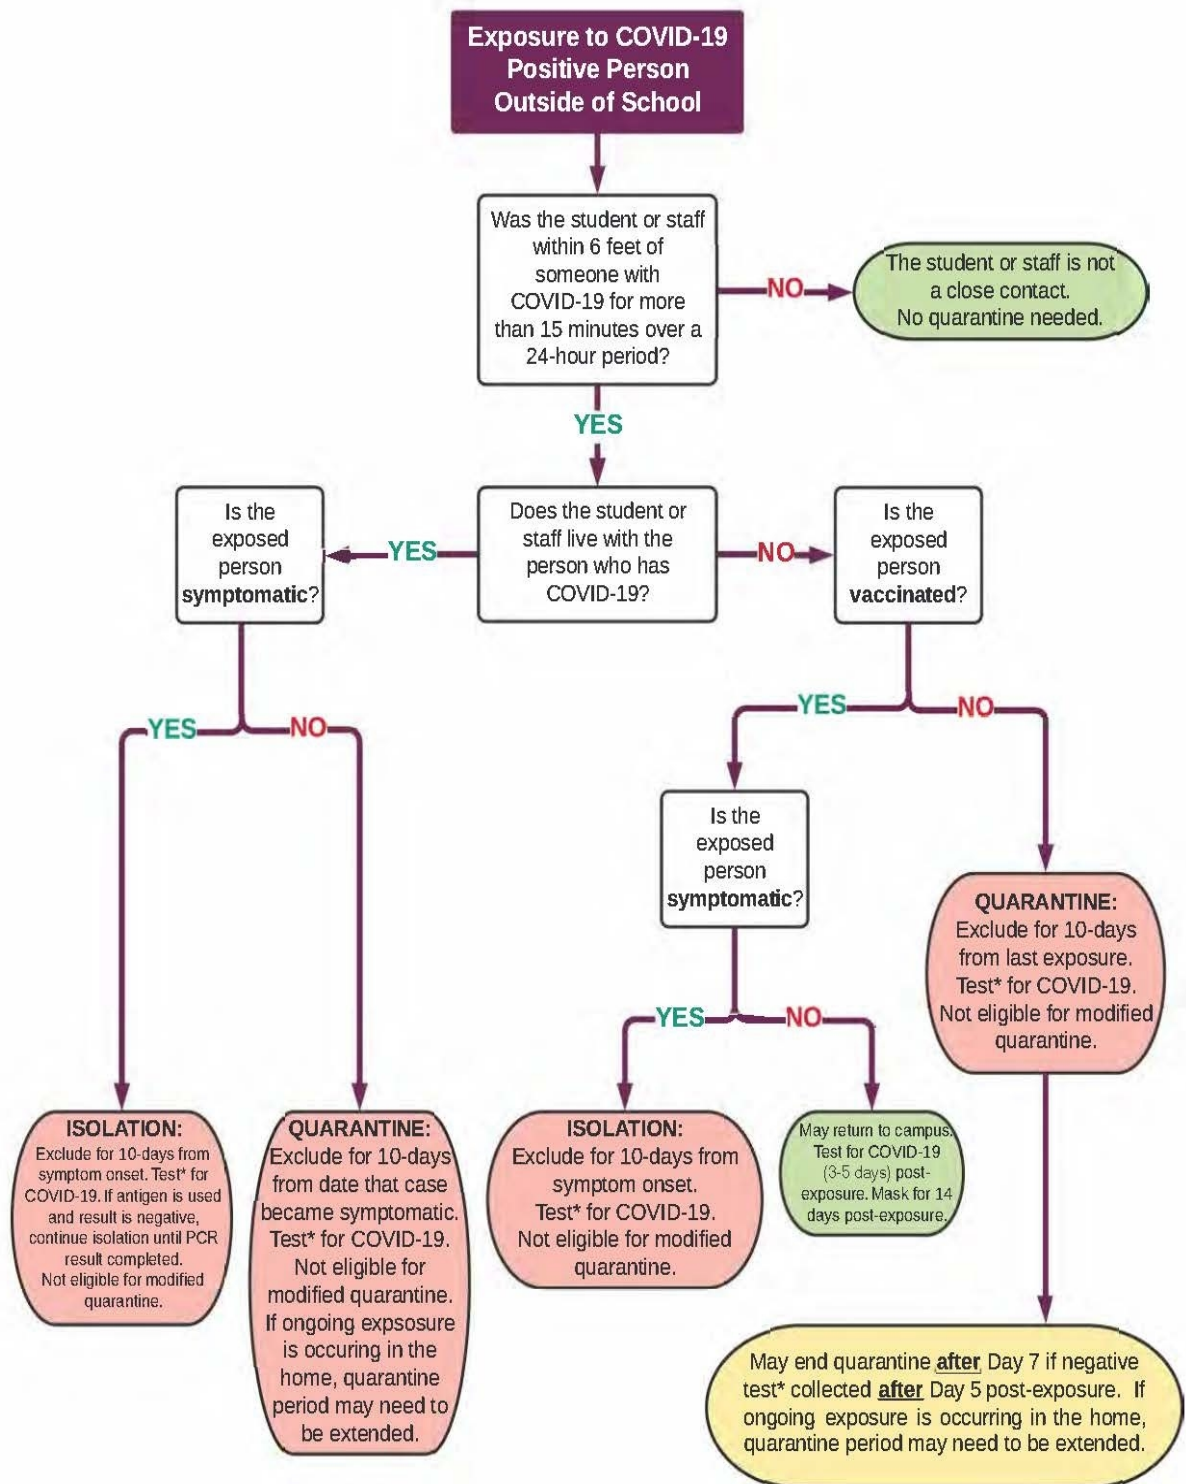 Exposure to COVID-19
Positive Person
Outside of School
Was the student or staff
within 6 feet of
someone with
COVID-19 for more
than 15 minutes over a
24-hour period?
NO
The student or staff is not
a close contact.
No quarantine needed.
YES
Is the
exposed
person
symptomatic?
YES
Does the student or
staff live with the
person who has
COVID-19?
NO
Is the
exposed
person
vaccinated?
YES
NO
YES
NO
Is the
exposed
person
symptomatic?
QUARANTINE:
Exclude for 10-days
from last exposure.
Test* for COVID-19.
Not eligible for modified
quarantine.
YES
NO
ISOLATION:
Exclude for 10-days from
symptom onset. Test* for
COVID-19. If antigen is used
and result is negative,
continue isolation until PCR
result completed.
Not eligible for modified
quarantine.
QUARANTINE:
Exclude for 10-days
from date that case
became symptomatic.
Test* for COVID-19.
Not eligible for
modified quarantine.
If ongoing expsosure
is occuring in the
home, quarantine
period may need to
be extended.
ISOLATION:
Exclude for 10-days from
symptom onset.
Test* for COVID-19.
Not eligible for modified
quarantine.
May return to campus.
Test for COVID-19
(3-5 days) post-
exposure. Mask for 14
days post-exposure.
May end quarantine after Day 7 if negative
test* collected after Day 5 post-exposure. If
ongoing exposure is occurring in the home,
quarantine period may need to be extended.